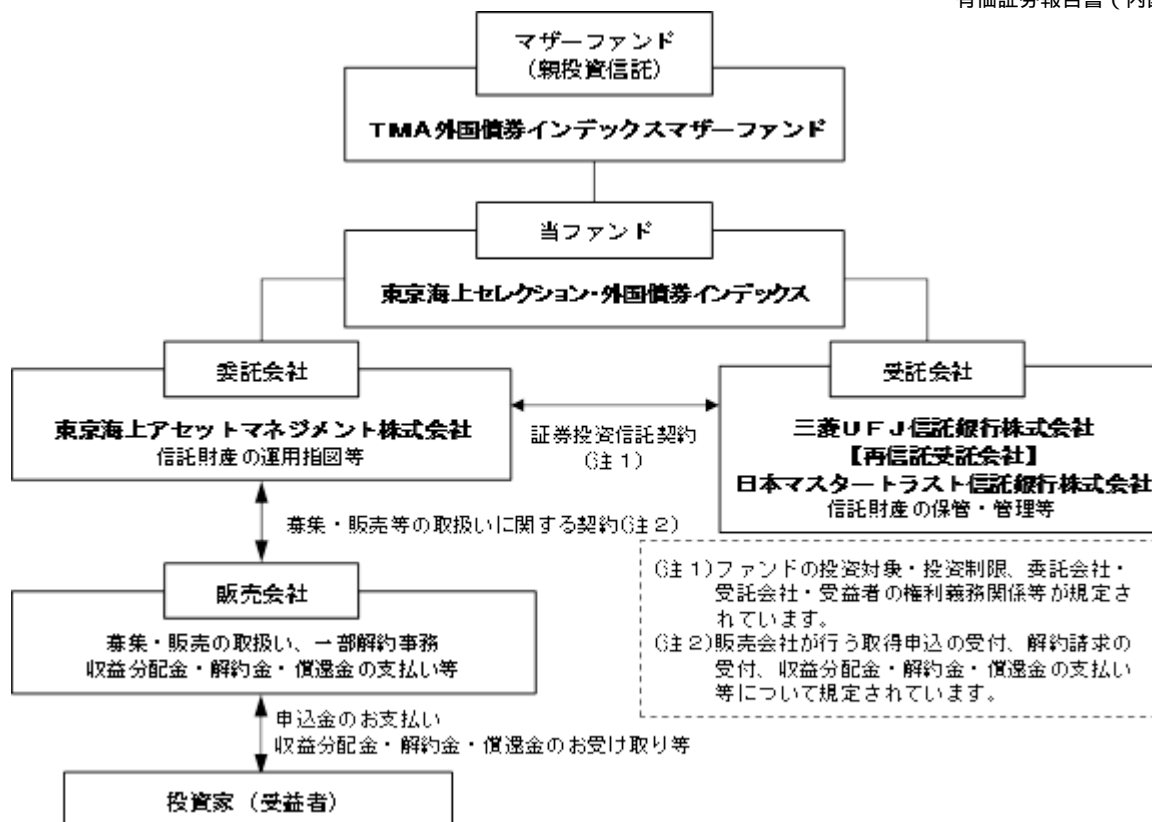 有価証券報告書（内
マザーファンド
（親投資信託）
ＴＭＡ外国債券インデックスマザーファンド
当ファンド
東京海上セレクション・外国債券インデックス
委託会社
東京海上アセットマネジメント株式会社
信託財産の運用指図等
証券投資信託契約
（注１）
受託会社
三菱ＵＦＪ信託銀行株式会社
【再信託受託会社】
日本マスタートラスト信託銀行株式会社
信託財産の保管・管理等
募集・販売等の取扱いに関する契約(注２)
販売会社
募集・販売の取扱い、一部解約事務
収益分配金・解約金・償還金の支払い等
(注１)ファンドの投資対象・投資制限、委託会社・
受託会社・受益者の権利義務関係等が規定さ
れています。
(注２)販売会社が行う取得申込の受付、解約請求の
受付、収益分配金・解約金・償還金の支払い
等について規定されています。
申込金のお支払い
収益分配金・解約金・償還金のお受け取り等
投資家（受益者）